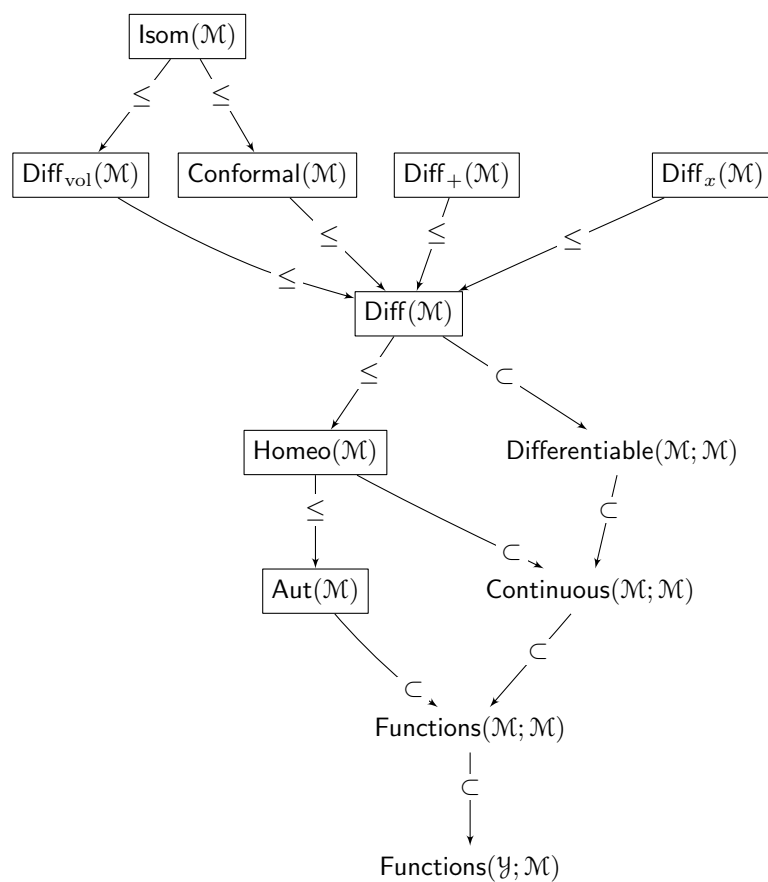 Isom(ℳ)
≤ ≤
Diff_vol(ℳ) Conformal(ℳ) Diff_+(ℳ) Diff_x(ℳ)
≤ ≤ ≤ ≤
Diff(ℳ)
≤ ⊂
Homeo(ℳ) Differentiable(ℳ; ℳ)
≤ ⊂ ⊂
Aut(ℳ) Continuous(ℳ; ℳ)
⊂ ⊂
Functions(ℳ; ℳ)
⊂
Functions(𝒴; ℳ)